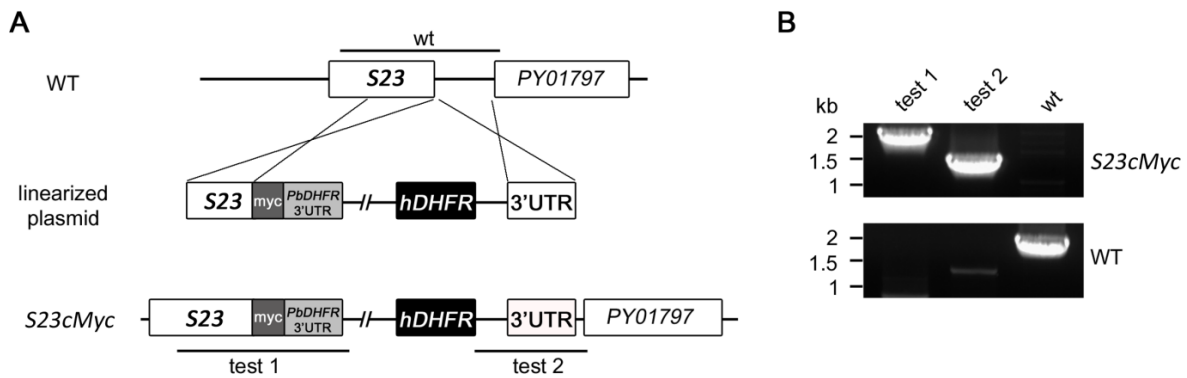 A
wt
WT
S23
PY01797
linearized
plasmid
S23
myc
PbDHFR
3'UTR
//
hDHFR
3'UTR
S23cMyc
S23
myc
PbDHFR
3'UTR
//
hDHFR
3'UTR
PY01797
test 1
test 2
B
kb
test 1
test 2
wt
2
1.5
1
S23cMyc
2
1.5
1
WT